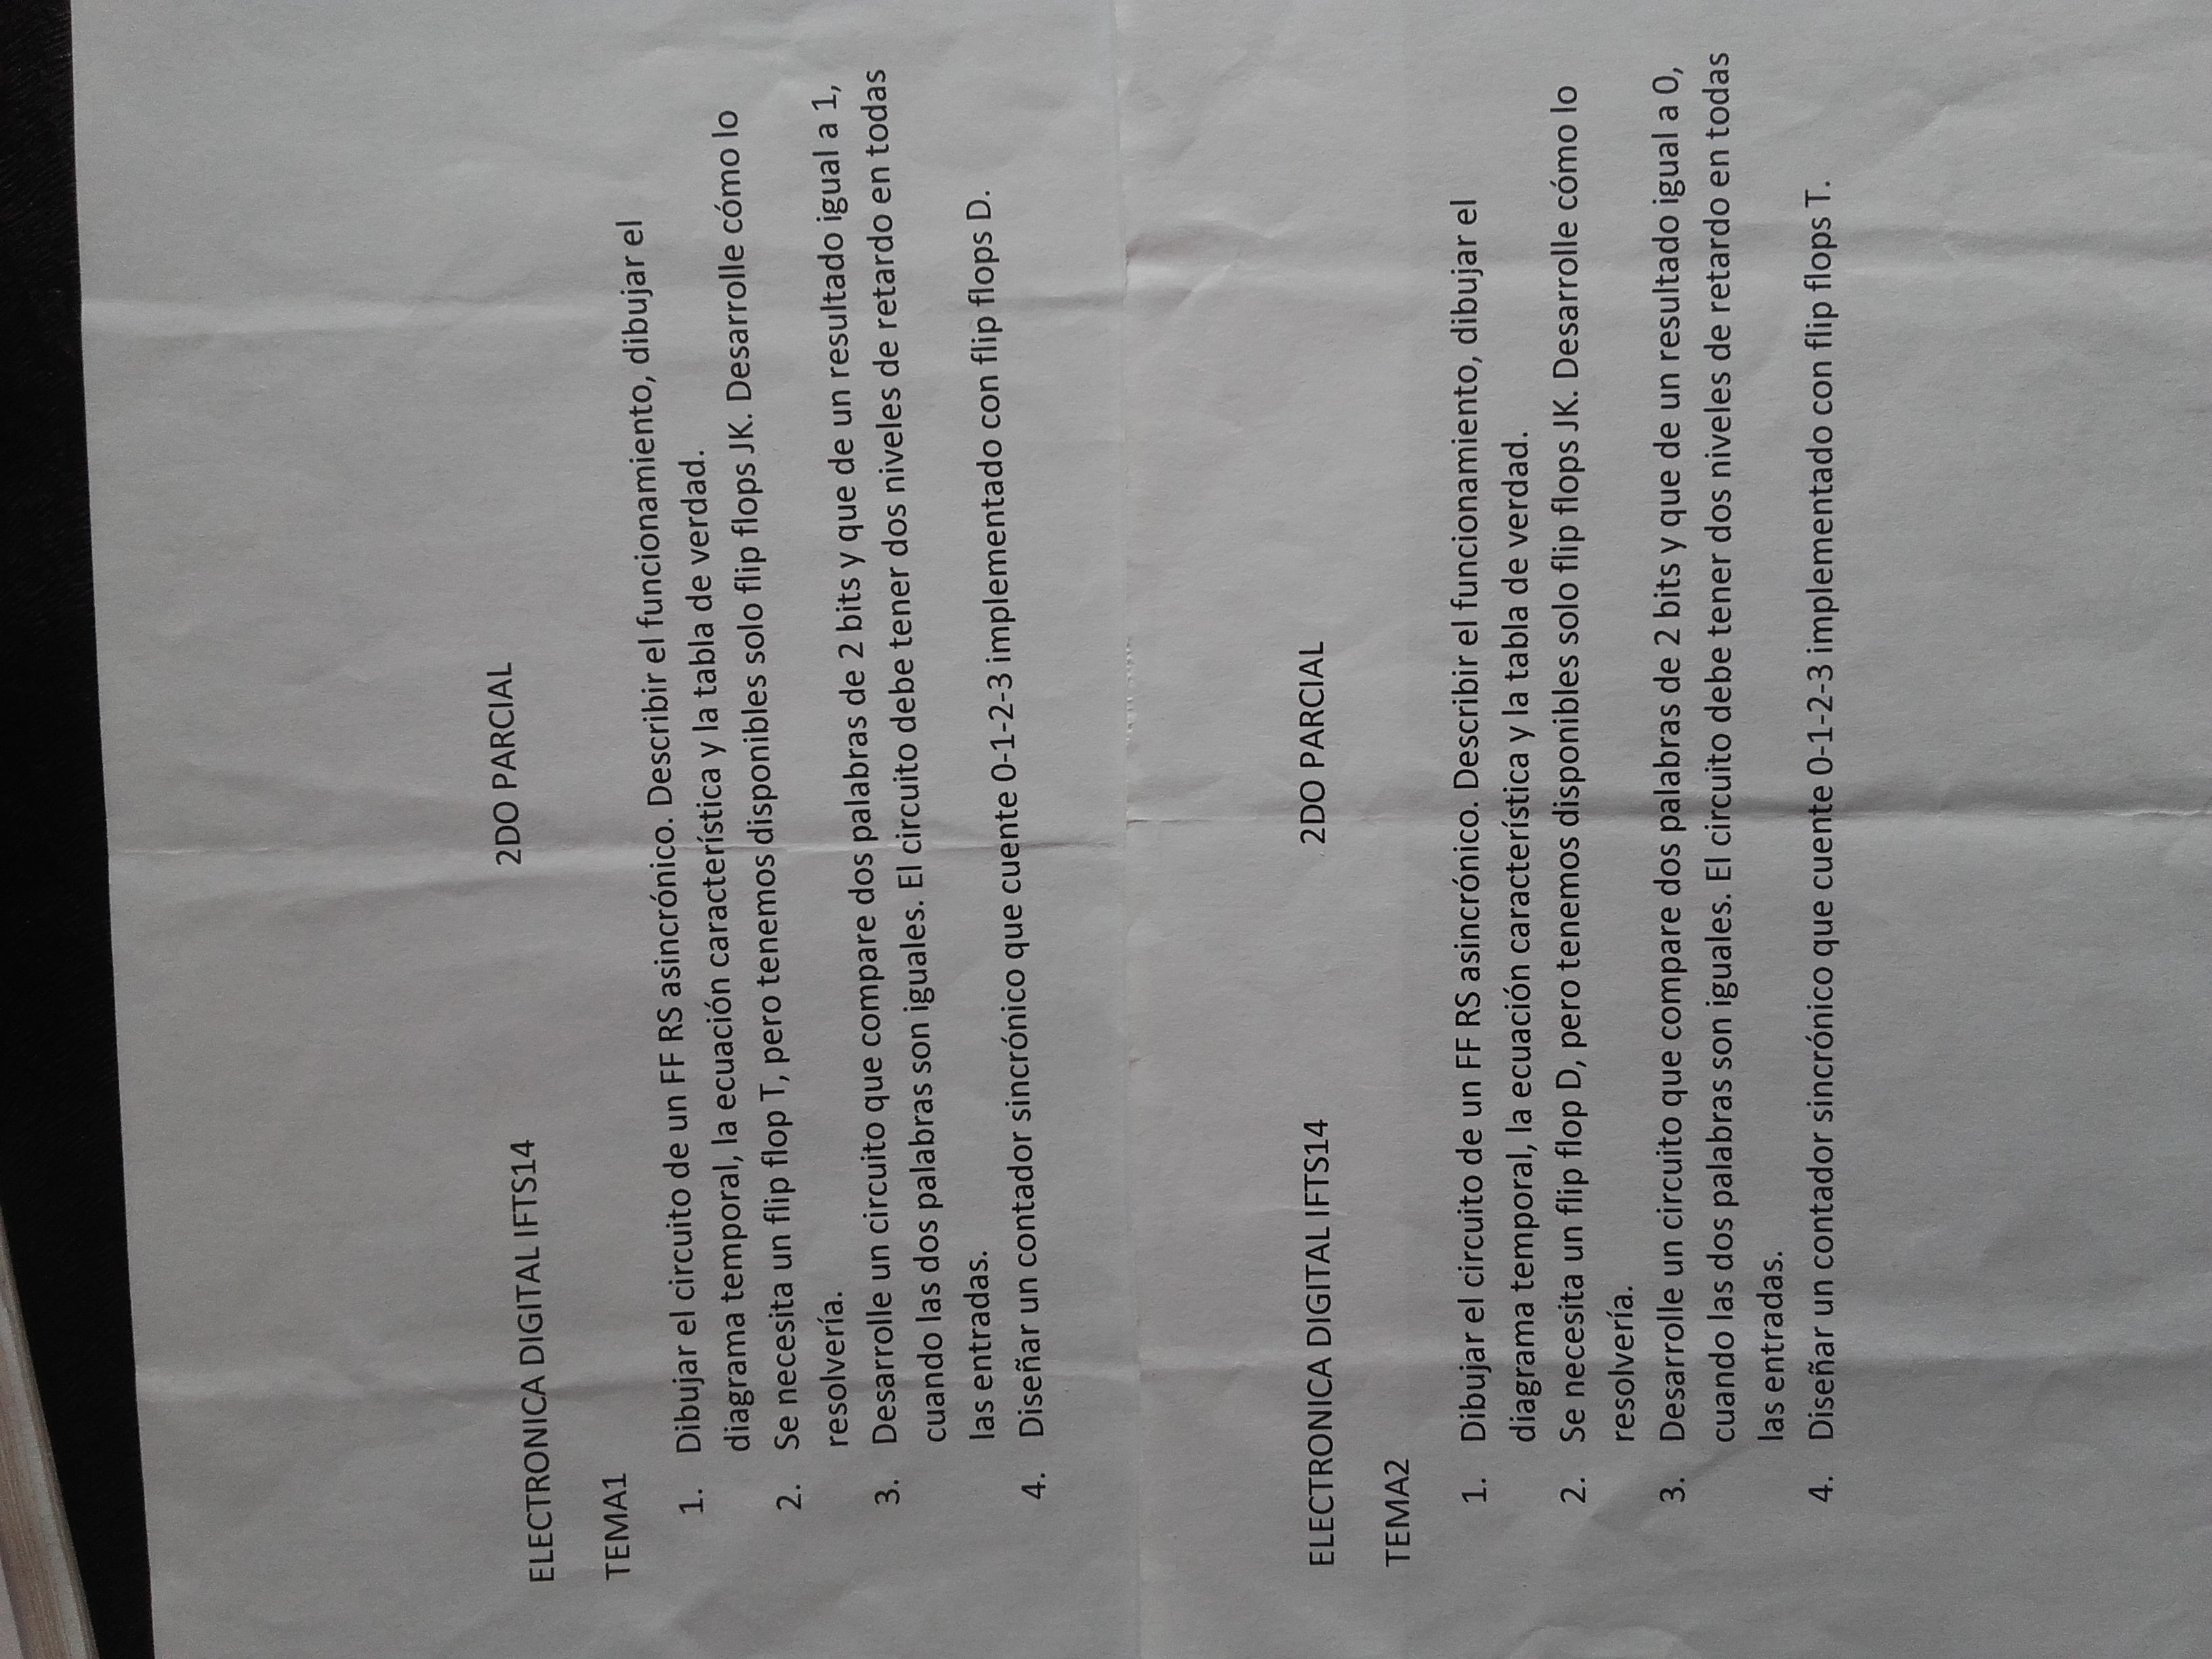 ELECTRONICA DIGITAL IFTS14 2DO PARCIAL
TEMA1
1. Dibujar el circuito de un FF RS asincrónico. Describir el funcionamiento, dibujar el
diagrama temporal, la ecuación característica y la tabla de verdad.
2. Se necesita un flip flop T, pero tenemos disponibles solo flip flops JK. Desarrolle cómo lo
resolvería.
3. Desarrolle un circuito que compare dos palabras de 2 bits y que de un resultado igual a 1,
cuando las dos palabras son iguales. El circuito debe tener dos niveles de retardo en todas
las entradas.
4. Diseñar un contador sincrónico que cuente 0-1-2-3 implementado con flip flops D.
ELECTRONICA DIGITAL IFTS14 2DO PARCIAL
TEMA2
1. Dibujar el circuito de un FF RS asincrónico. Describir el funcionamiento, dibujar el
diagrama temporal, la ecuación característica y la tabla de verdad.
2. Se necesita un flip flop D, pero tenemos disponibles solo flip flops JK. Desarrolle cómo lo
resolvería.
3. Desarrolle un circuito que compare dos palabras de 2 bits y que de un resultado igual a 0,
cuando las dos palabras son iguales. El circuito debe tener dos niveles de retardo en todas
las entradas.
4. Diseñar un contador sincrónico que cuente 0-1-2-3 implementado con flip flops T.